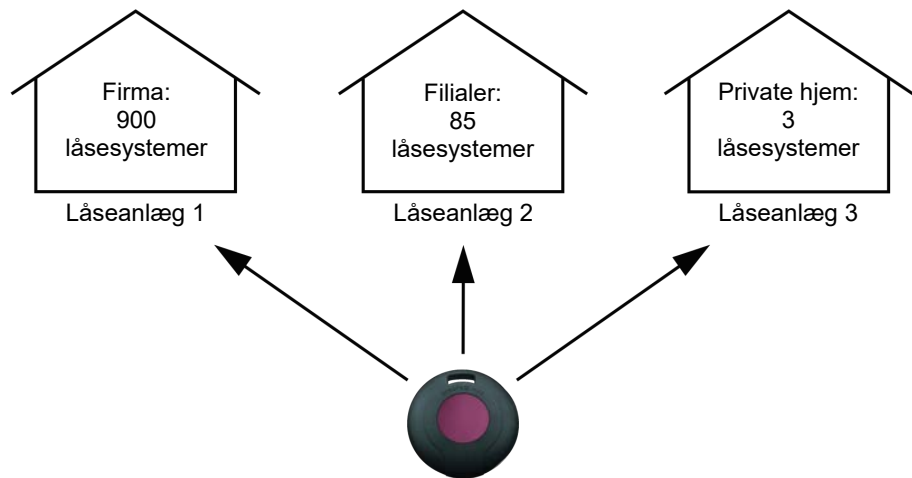 Firma:
900
låsesystemer
Låseanlæg 1
Filialer:
85
låsesystemer
Låseanlæg 2
Private hjem:
3
låsesystemer
Låseanlæg 3